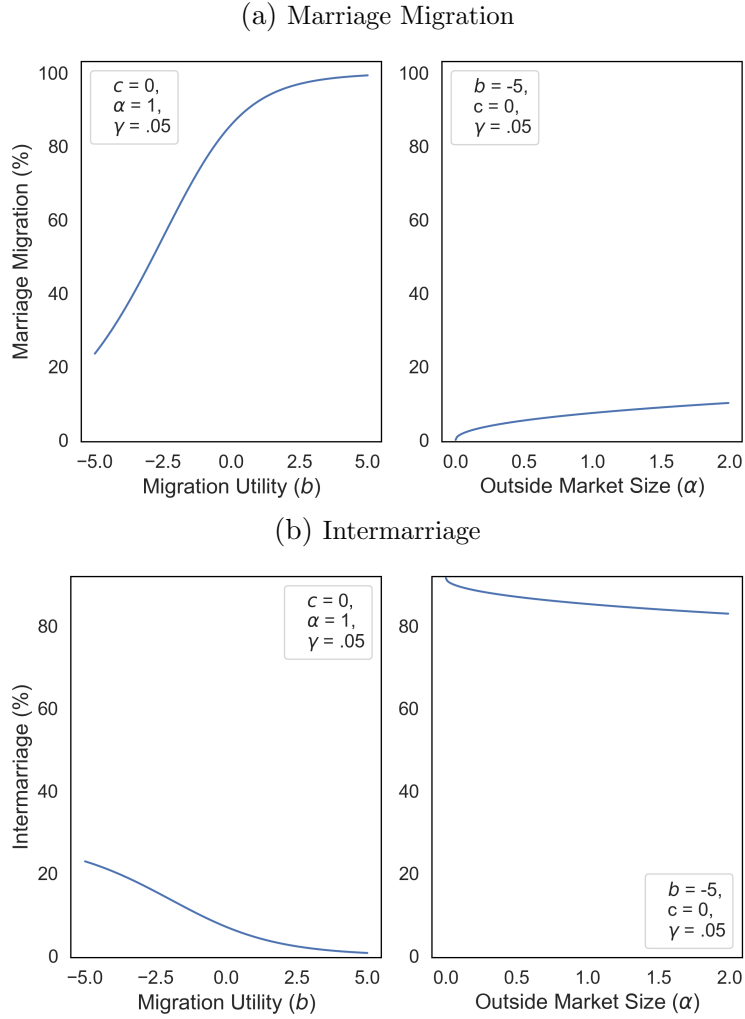 (a) Marriage Migration
100
80
60
40
20
0
Marriage Migration (%)
c = 0,
α = 1,
γ = .05
−5.0 −2.5 0.0 2.5 5.0
Migration Utility (b)
100
80
60
40
20
0
b = -5,
c = 0,
γ = .05
0.0 0.5 1.0 1.5 2.0
Outside Market Size (α)
(b) Intermarriage
80
60
40
20
0
Intermarriage (%)
c = 0,
α = 1,
γ = .05
−5.0 −2.5 0.0 2.5 5.0
Migration Utility (b)
80
60
40
20
0
b = -5,
c = 0,
γ = .05
0.0 0.5 1.0 1.5 2.0
Outside Market Size (α)